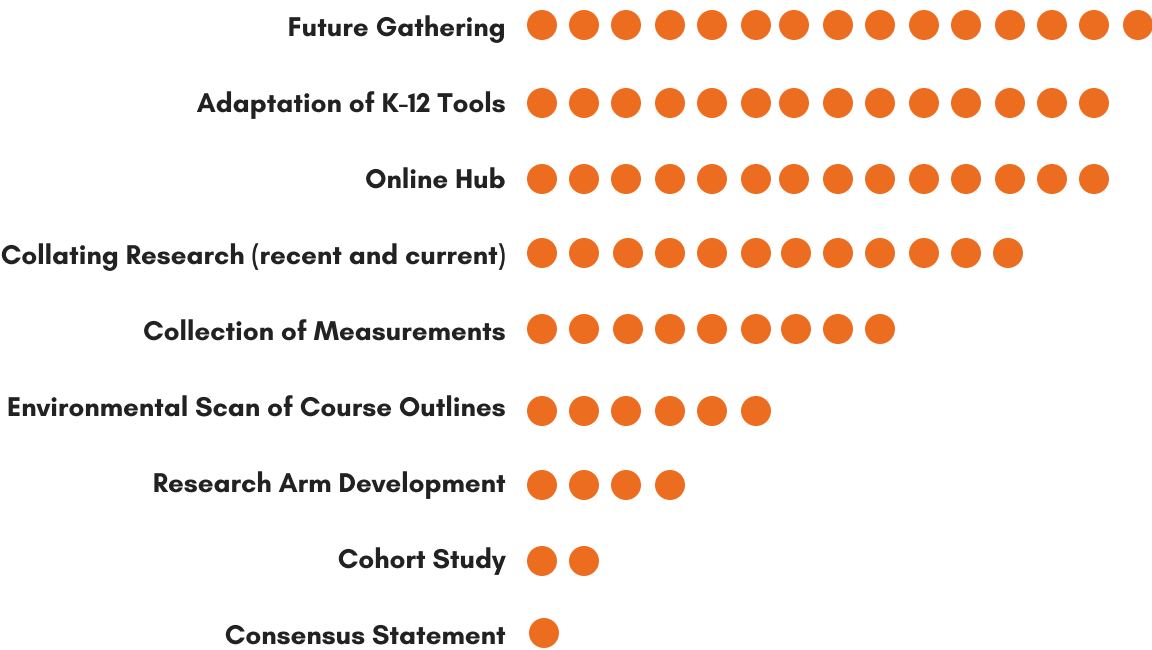 Future Gathering
Adaptation of K-12 Tools
Online Hub
Collating Research (recent and current)
Collection of Measurements
Environmental Scan of Course Outlines
Research Arm Development
Cohort Study
Consensus Statement